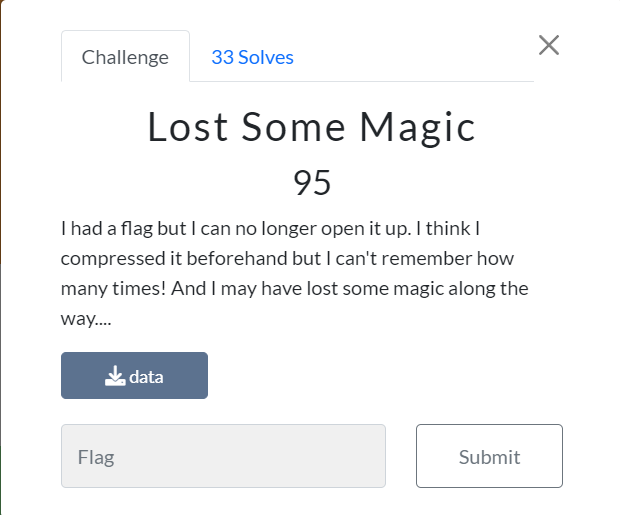 Challenge
33 Solves
Lost Some Magic
95
I had a flag but I can no longer open it up. I think I
compressed it beforehand but I can't remember how
many times! And I may have lost some magic along the
way....
data
Flag
Submit